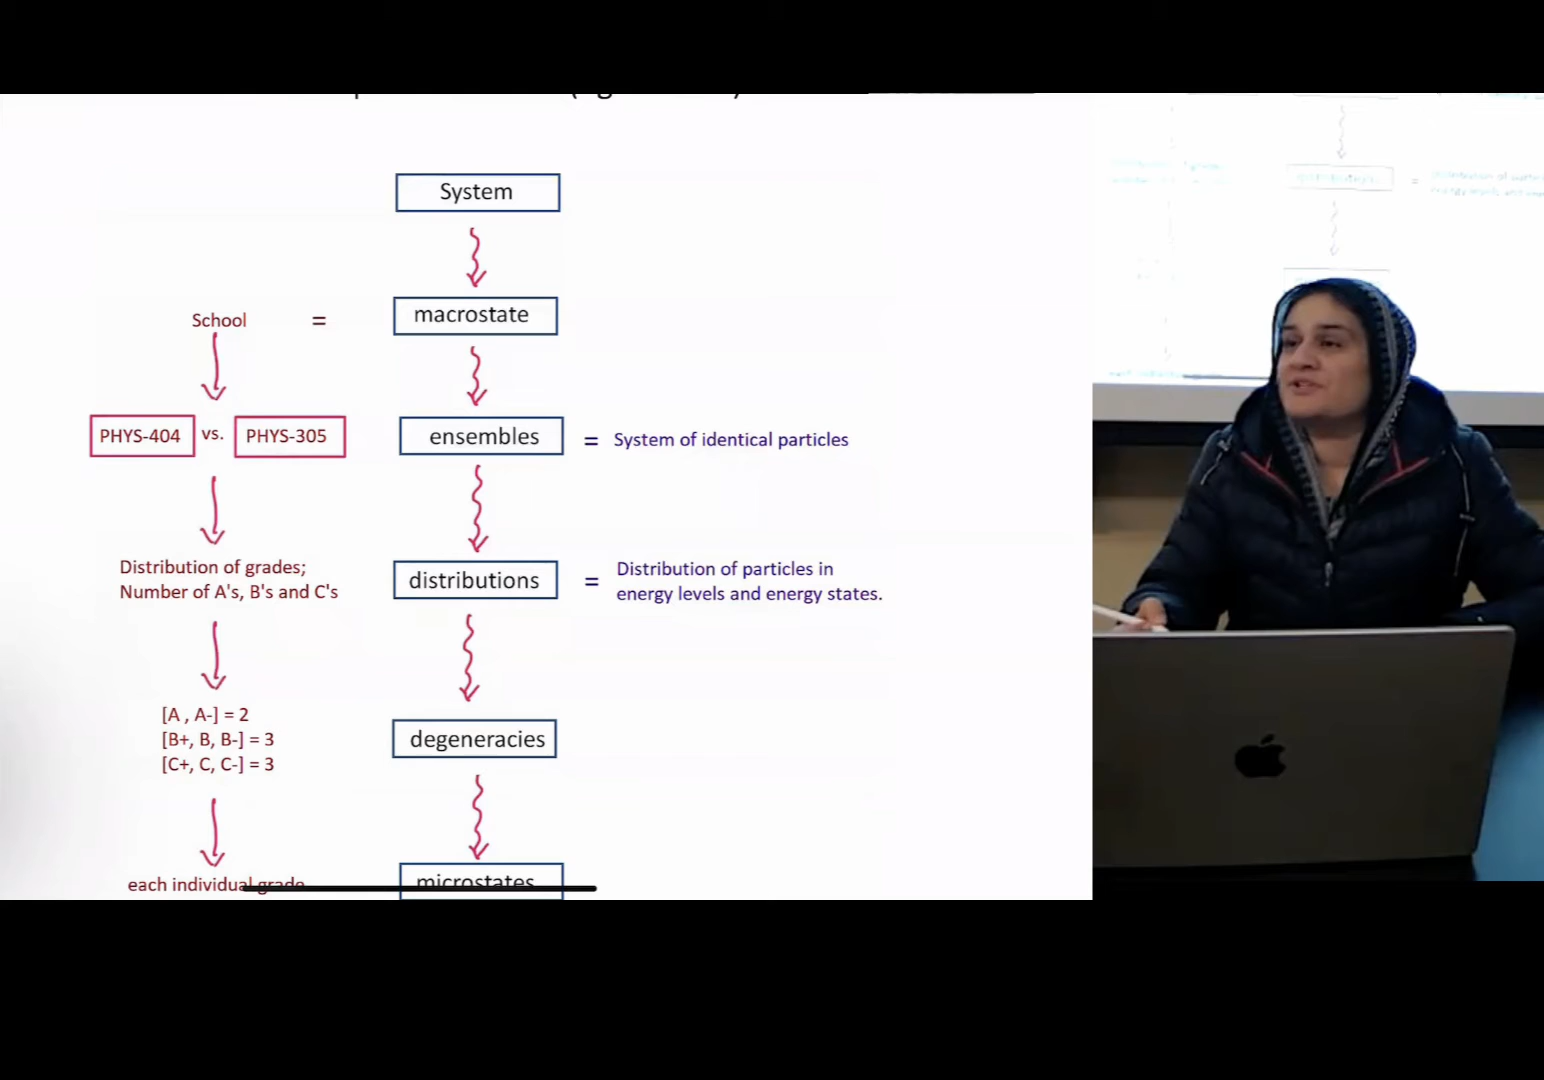 System
macrostate
School =
PHYS-404 vs. PHYS-305
ensembles = System of identical particles
Distribution of grades;
Number of A's, B's and C's
distributions = Distribution of particles in
energy levels and energy states.
[A , A-] = 2
[B+, B, B-] = 3
[C+, C, C-] = 3
degeneracies
each individual grade
microstates